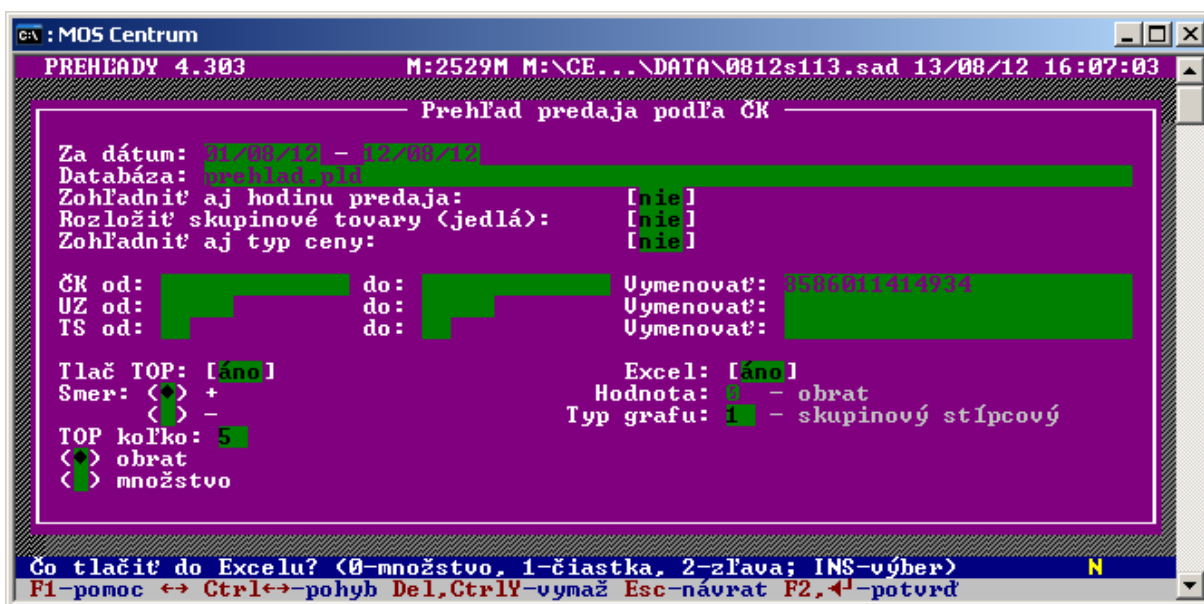 : MOS Centrum
PREHĽADY 4.303 M:2529M M:\CE...\DATA\0812s113.sad 13/08/12 16:07:03
Prehľad predaja podľa ČK
Za dátum: 01/08/12 - 12/08/12
Databáza: prehlad.pld
Zohľadniť aj hodinu predaja: [nie]
Rozložiť skupinové tovary (jedlá): [nie]
Zohľadniť aj typ ceny: [nie]
ČK od: do: Vymenovať: 8586011414934
UZ od: do: Vymenovať:
TS od: do: Vymenovať:
Tlač TOP: [áno] Excel: [áno]
Smer: (♦) + Hodnota: 0 - obrat
( ) - Typ grafu: 1 - skupinový stĺpcový
TOP koľko: 5
(♦) obrat
( ) množstvo
Čo tlačiť do Excelu? (0-množstvo, 1-čiastka, 2-zľava; INS-výber) N
F1-pomoc ↔ Ctrl↔-pohyb Del,CtrlY-vymaž Esc-návrat F2,◄┘-potvrď